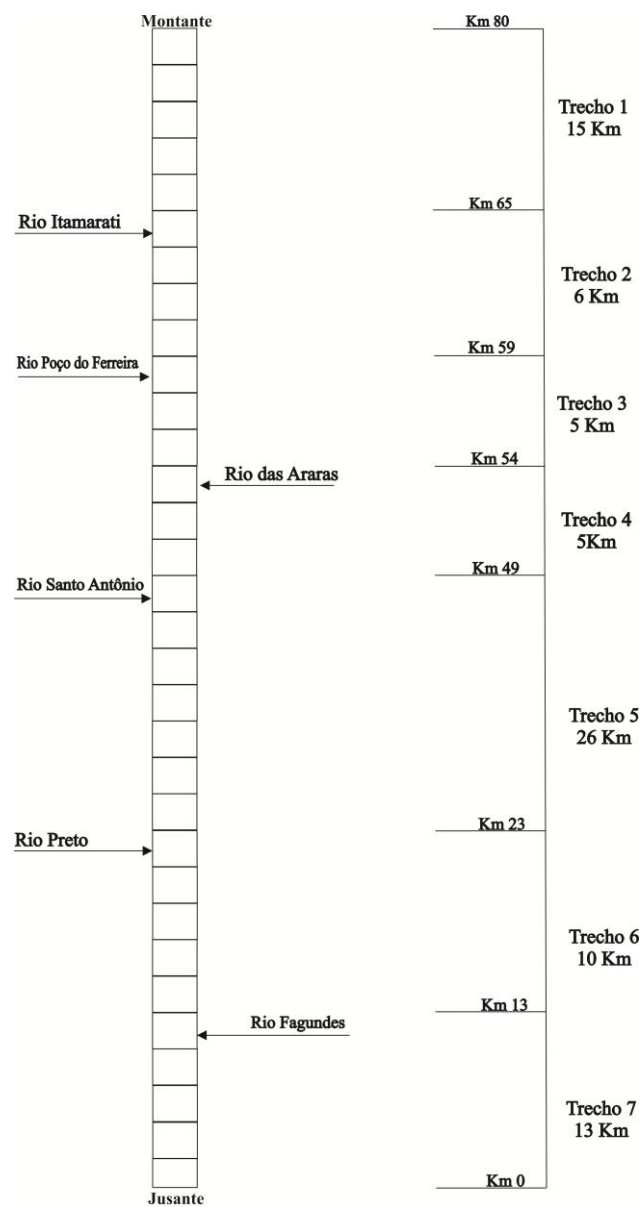 Montante
Km 80
Trecho 1
15 Km
Km 65
Rio Itamarati
Trecho 2
6 Km
Km 59
Rio Poço do Ferreira
Trecho 3
5 Km
Km 54
Rio das Araras
Trecho 4
5Km
Km 49
Rio Santo Antônio
Trecho 5
26 Km
Km 23
Rio Preto
Trecho 6
10 Km
Km 13
Rio Fagundes
Trecho 7
13 Km
Km 0
Jusante